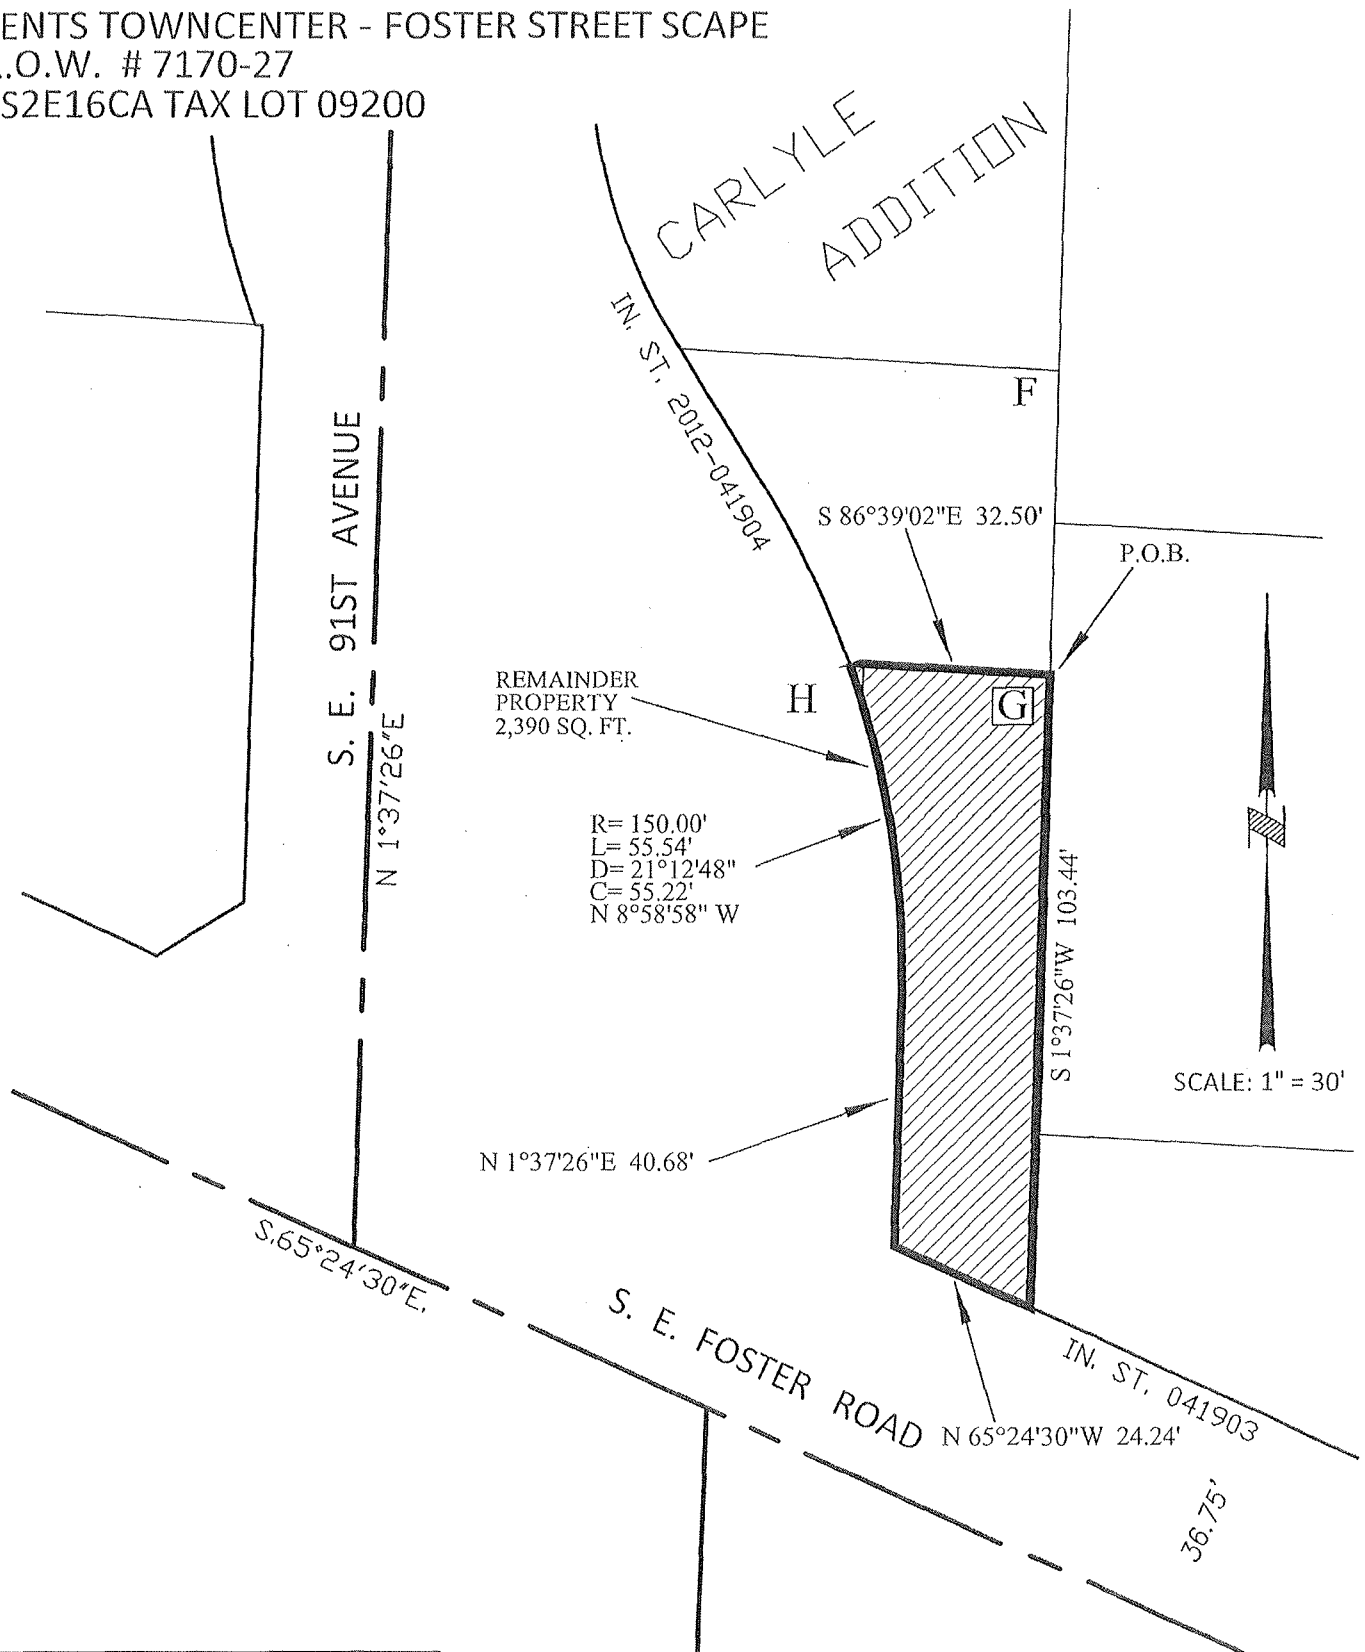 ENTS TOWNCENTER - FOSTER STREET SCAPE
.O.W. # 7170-27
S2E16CA TAX LOT 09200
CARLYLE
ADDITION
IN. ST. 2012-041904
F
S. E. 91ST AVENUE
N 1°37'26"E
S 86°39'02"E 32.50'
P.O.B.
REMAINDER
PROPERTY
2,390 SQ. FT.
H
G
R= 150.00'
L= 55.54'
D= 21°12'48"
C= 55.22'
N 8°58'58" W
S 1°37'26"W 103.44'
N
SCALE: 1" = 30'
N 1°37'26"E 40.68'
S.65°24'30"E.
S. E. FOSTER ROAD
IN. ST. 041903
N 65°24'30"W 24.24'
36.75'